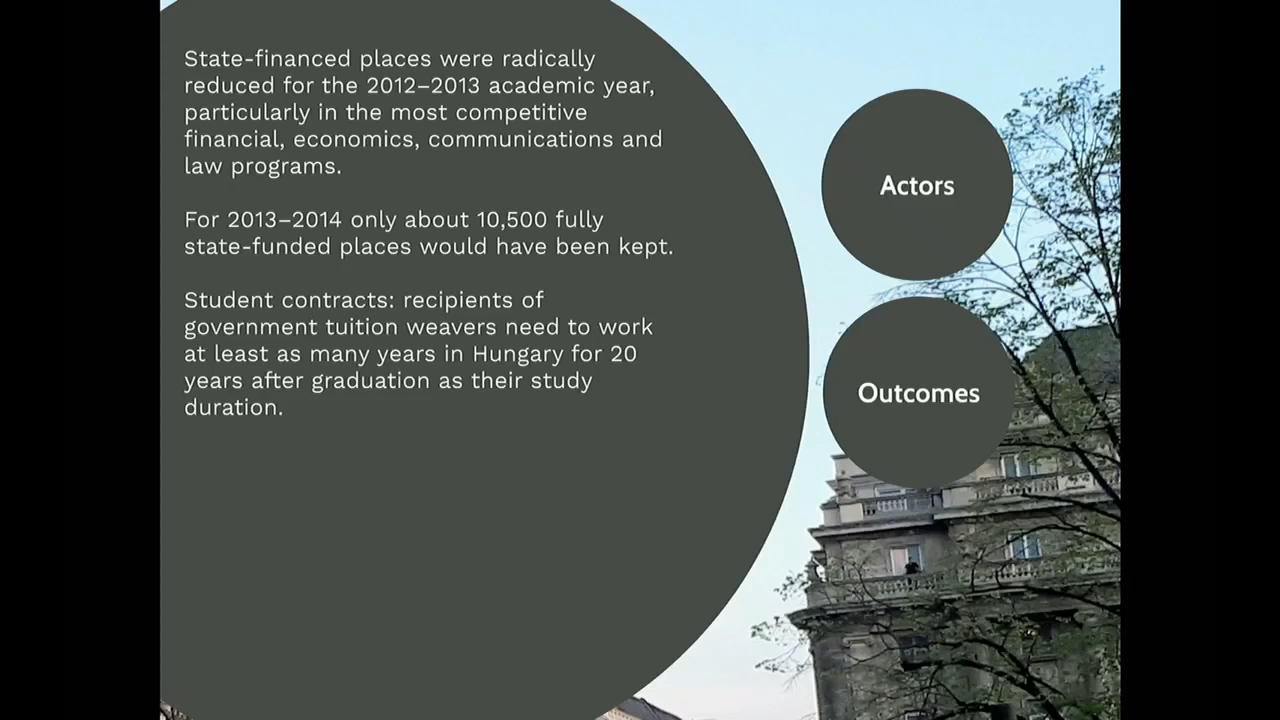 State-financed places were radically
reduced for the 2012–2013 academic year,
particularly in the most competitive
financial, economics, communications and
law programs.
For 2013–2014 only about 10,500 fully
state-funded places would have been kept.
Student contracts: recipients of
government tuition weavers need to work
at least as many years in Hungary for 20
years after graduation as their study
duration.
Actors
Outcomes